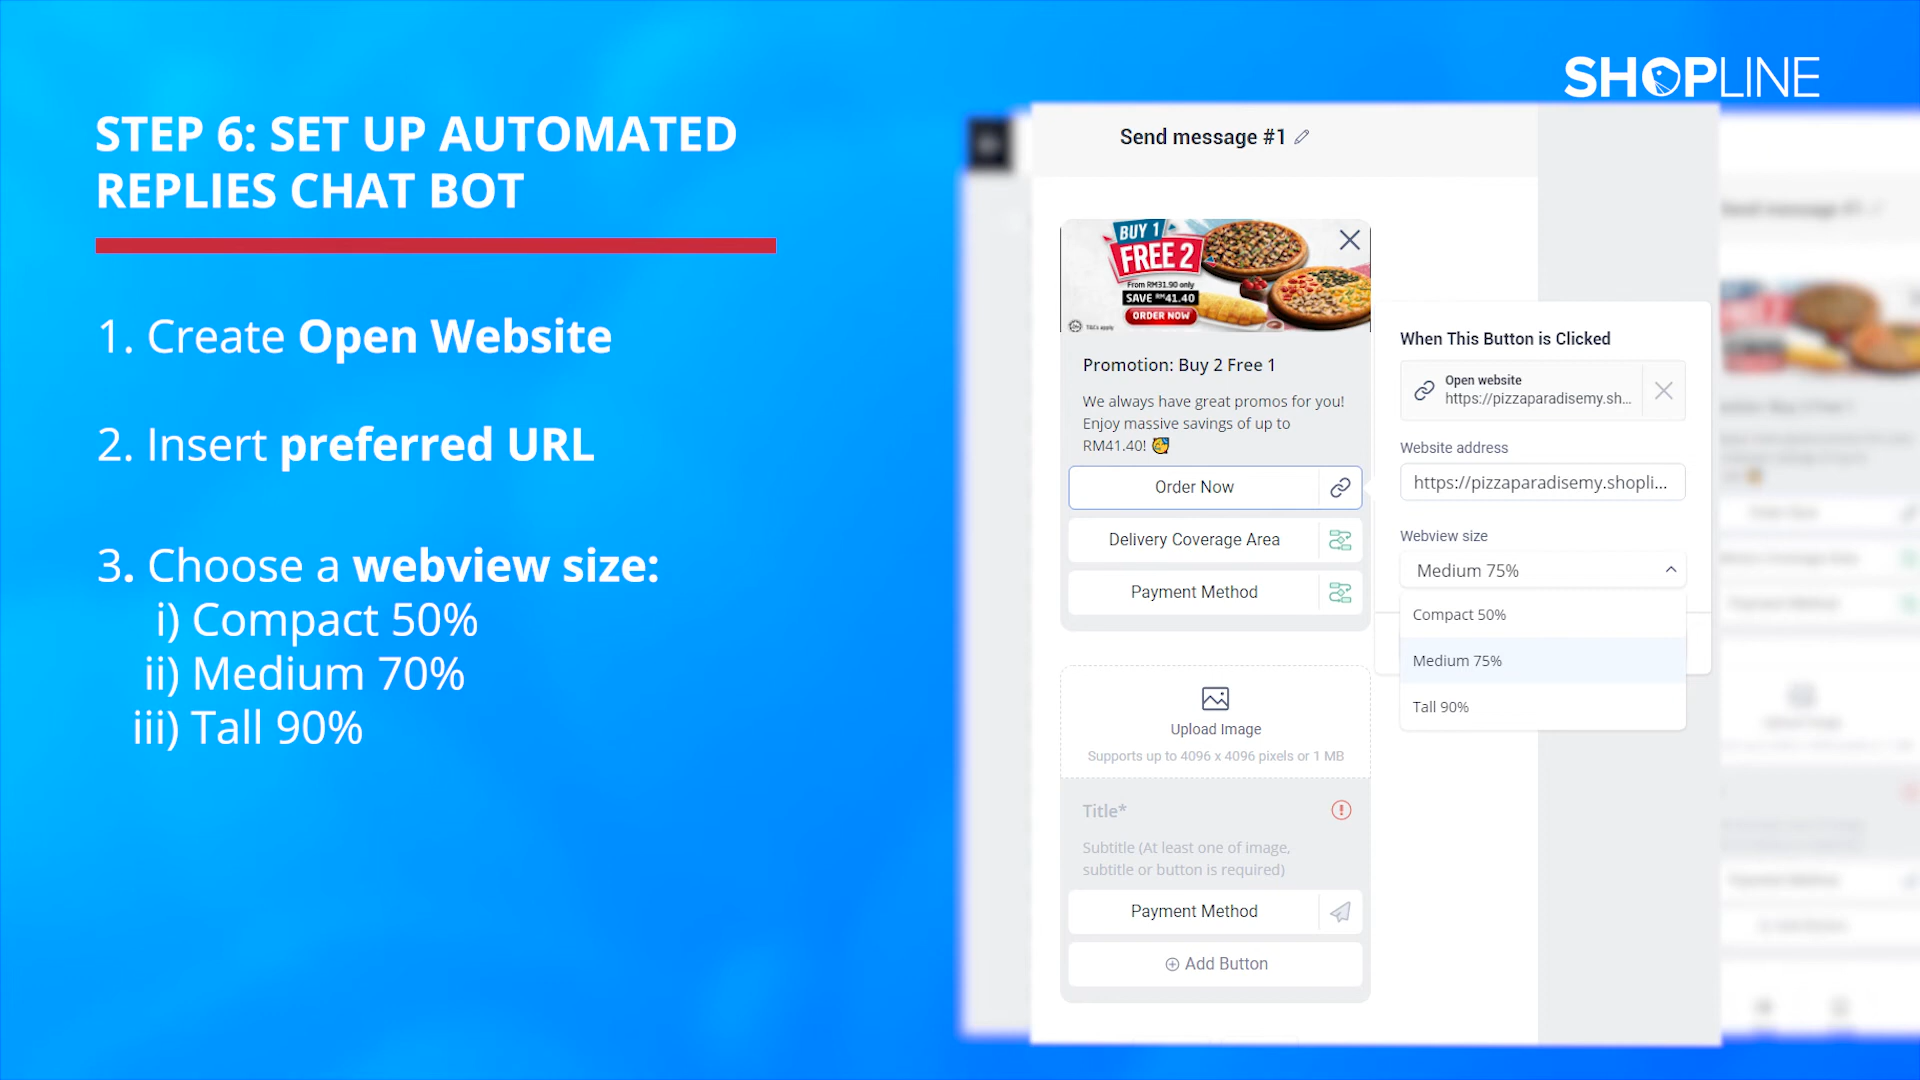 SHOPLINE
STEP 6: SET UP AUTOMATED
REPLIES CHAT BOT
1. Create Open Website
2. Insert preferred URL
3. Choose a webview size:
i) Compact 50%
ii) Medium 70%
iii) Tall 90%
Send message #1
BUY 1
FREE 2
From RM31.90 only
SAVE RM41.40
ORDER NOW
T&Cs apply
Promotion: Buy 2 Free 1
We always have great promos for you!
Enjoy massive savings of up to
RM41.40!
Order Now
Delivery Coverage Area
Payment Method
Upload Image
Supports up to 4096 x 4096 pixels or 1 MB
Title*
Subtitle (At least one of image,
subtitle or button is required)
Payment Method
Add Button
When This Button is Clicked
Open website
https://pizzaparadisemy.sh...
Website address
https://pizzaparadisemy.shopli...
Webview size
Medium 75%
Compact 50%
Medium 75%
Tall 90%